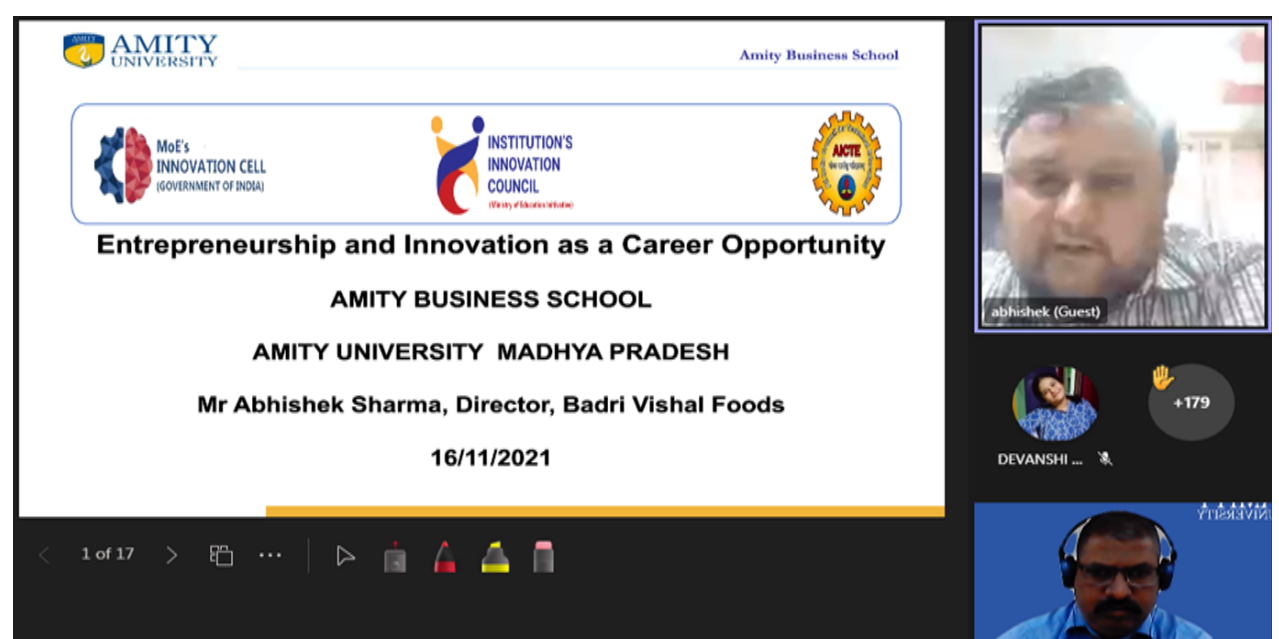 AMITY
AMITY
UNIVERSITY
Amity Business School
MoE's
INNOVATION CELL
(GOVERNMENT OF INDIA)
INSTITUTION'S
INNOVATION
COUNCIL
(Ministry of Education Initiative)
AICTE
Entrepreneurship and Innovation as a Career Opportunity
AMITY BUSINESS SCHOOL
AMITY UNIVERSITY MADHYA PRADESH
Mr Abhishek Sharma, Director, Badri Vishal Foods
16/11/2021
abhishek (Guest)
DEVANSHI ...
+179
1 of 17